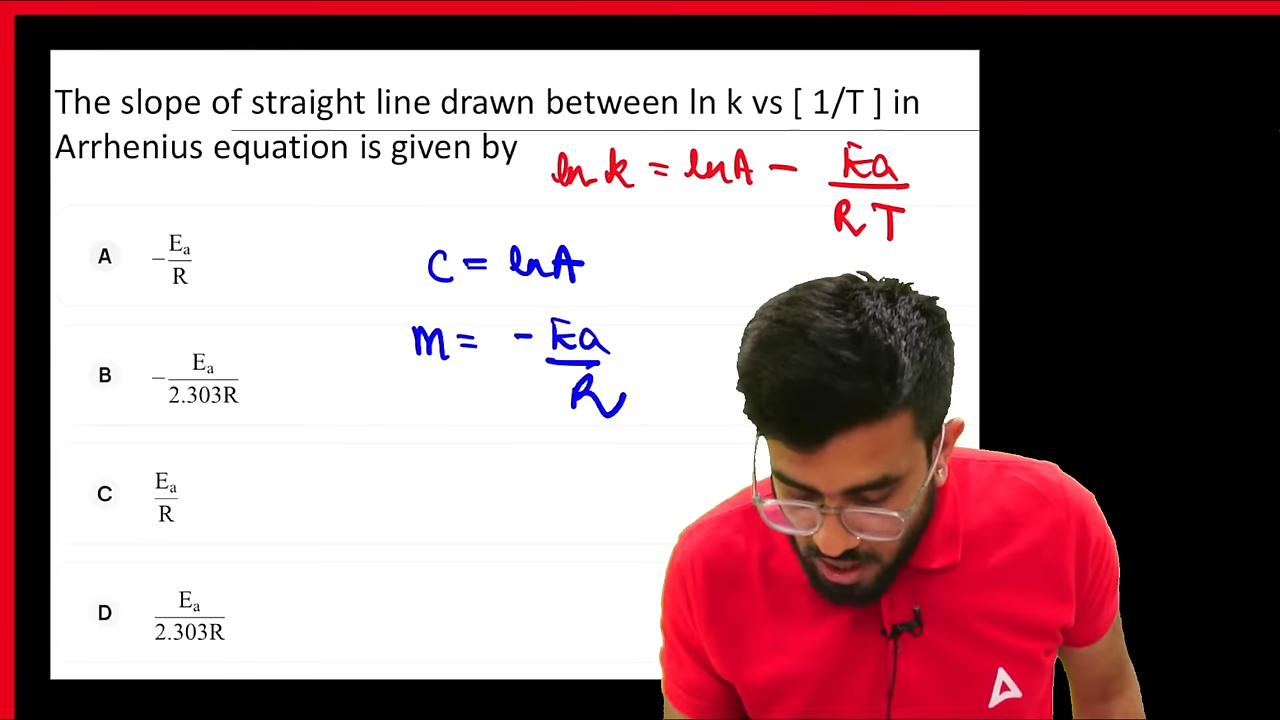 The slope of straight line drawn between ln k vs [ 1/T ] in
Arrhenius equation is given by
ln k = ln A - Ea / RT
A -Ea/R
C = ln A
m = - Ea / R
B -Ea/2.303R
C Ea/R
D Ea/2.303R